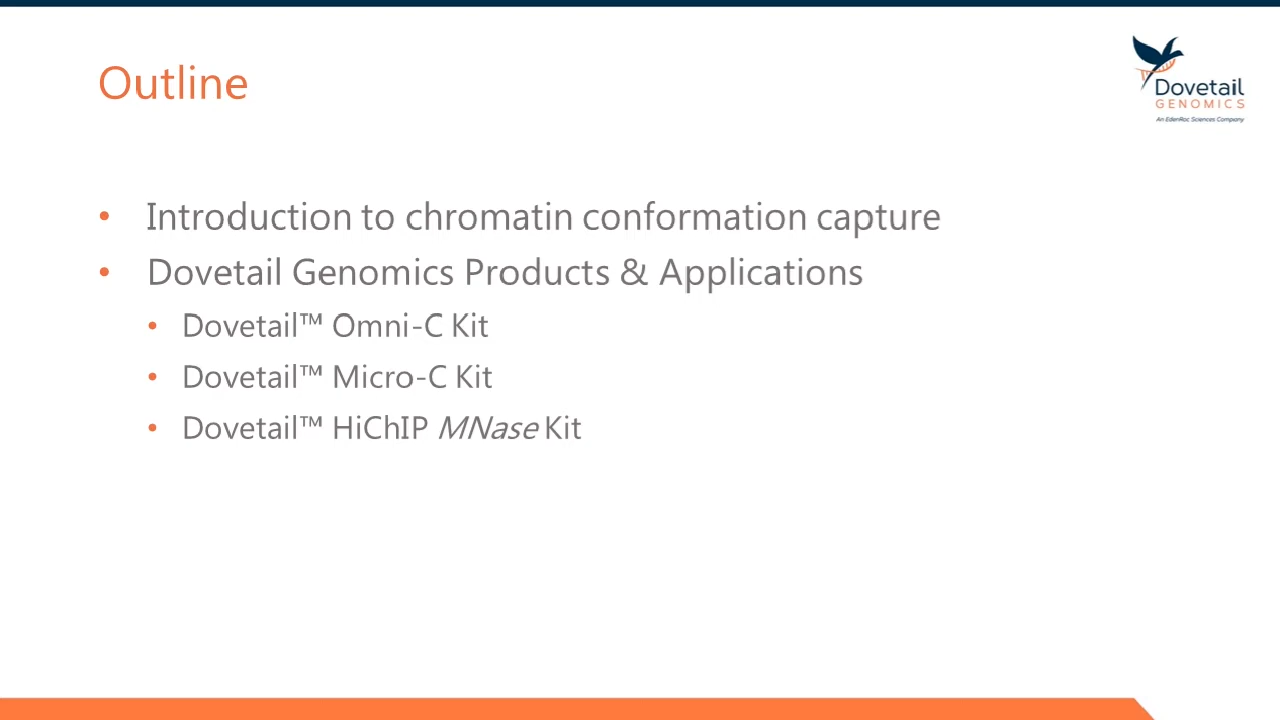 Outline
Dovetail
GENOMICS
An EdenRoc Sciences Company
• Introduction to chromatin conformation capture
• Dovetail Genomics Products & Applications
• Dovetail™ Omni-C Kit
• Dovetail™ Micro-C Kit
• Dovetail™ HiChIP MNase Kit